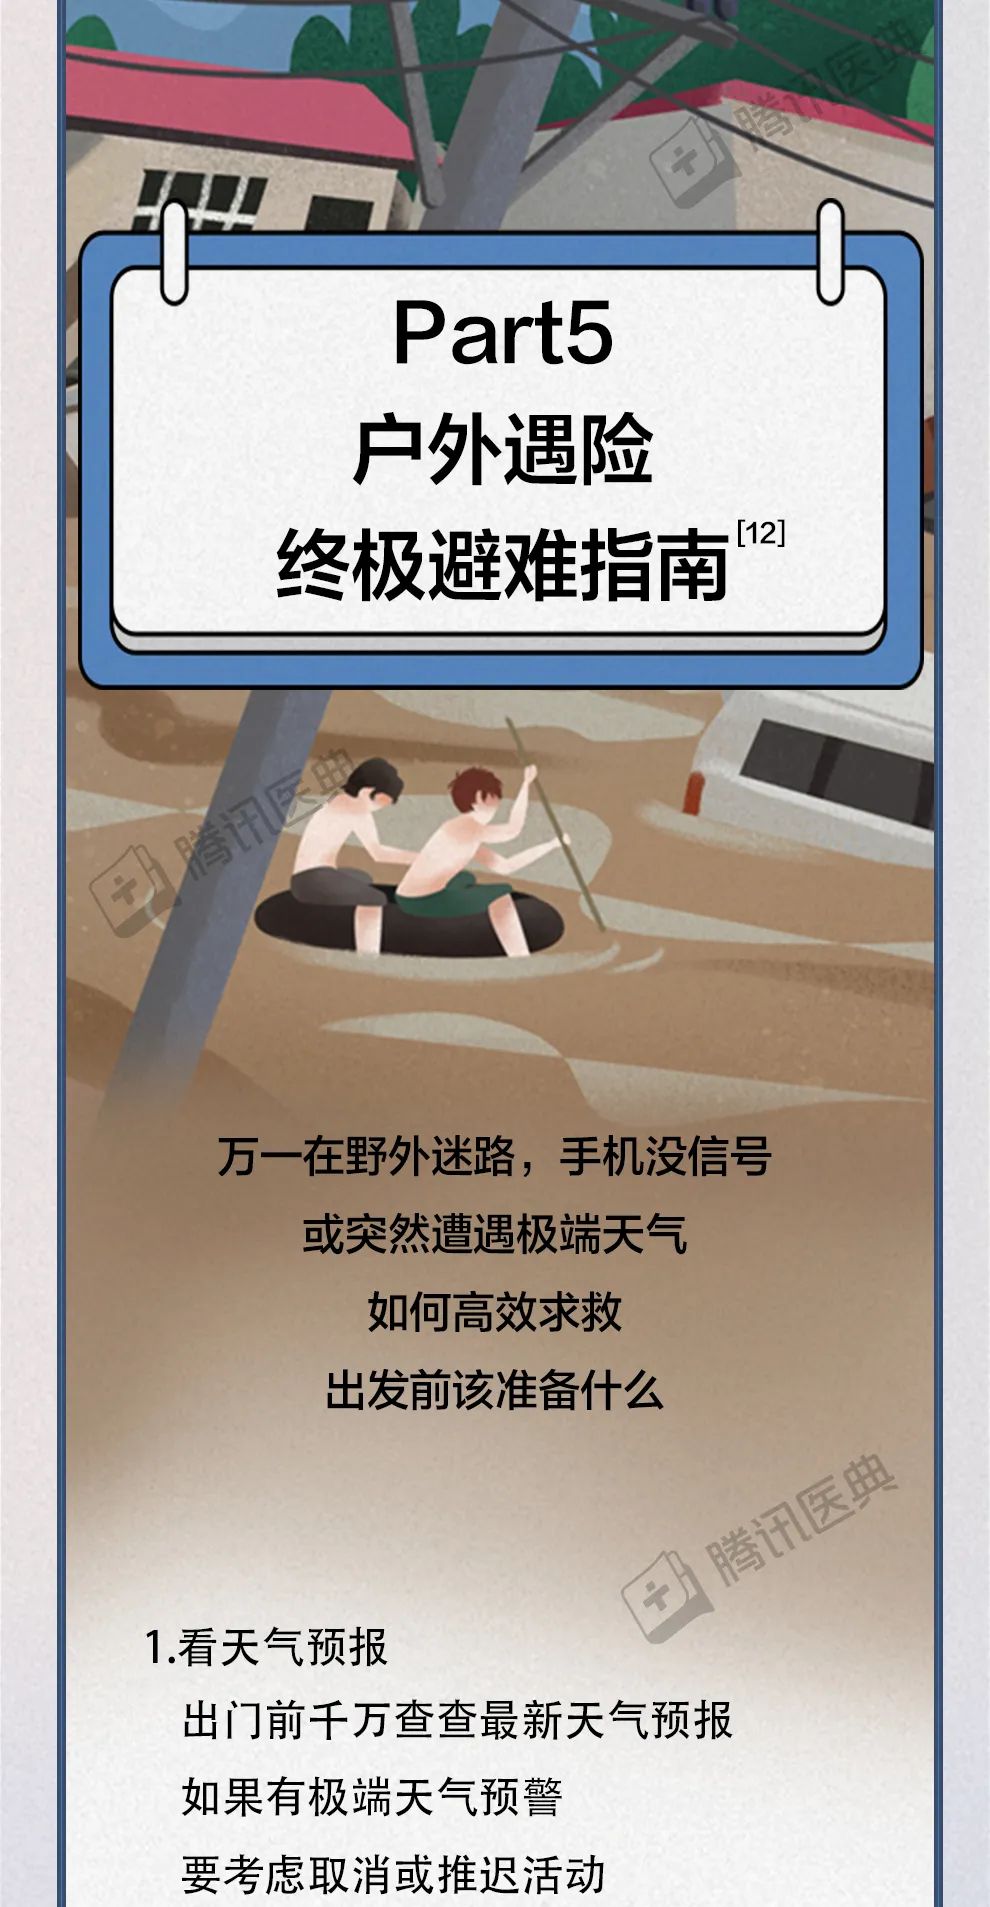 腾讯医典
Part5
户外遇险
终极避难指南[12]
腾讯医典
万一在野外迷路，手机没信号
或突然遭遇极端天气
如何高效求救
出发前该准备什么
腾讯医典
1.看天气预报
出门前千万查查最新天气预报
如果有极端天气预警
要考虑取消或推迟活动